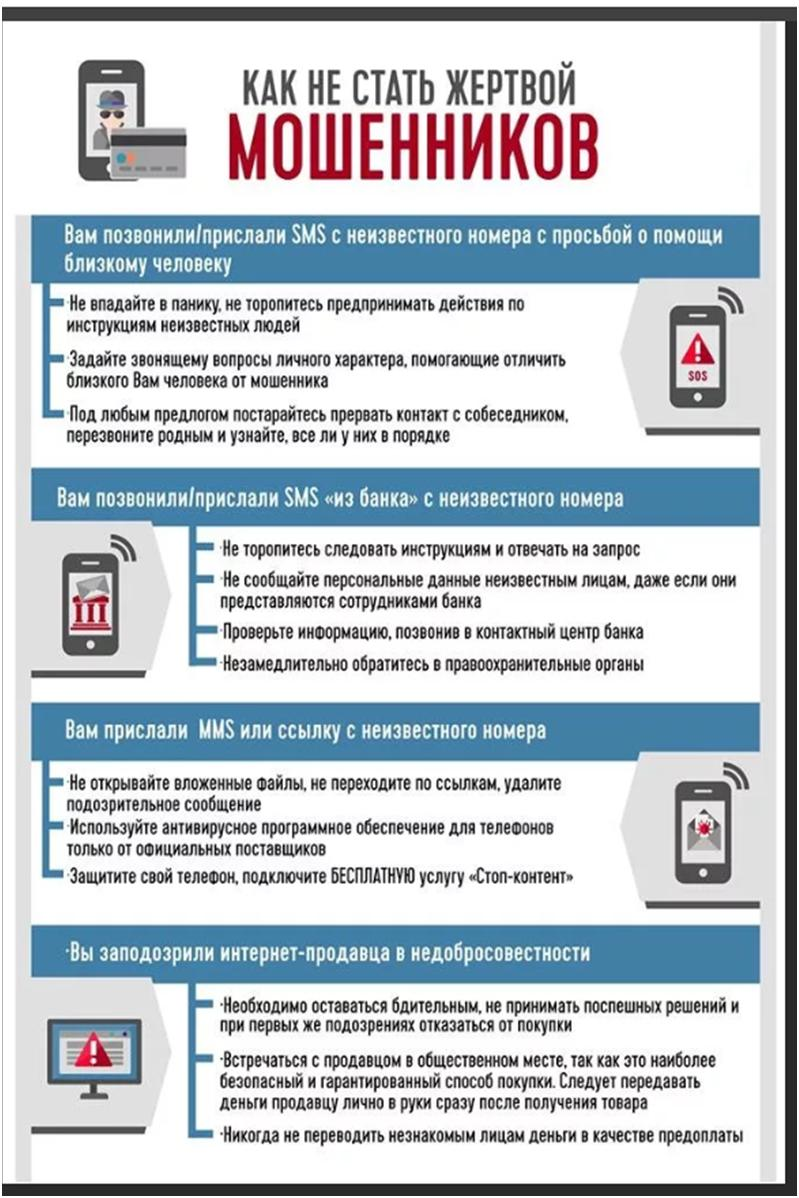 КАК НЕ СТАТЬ ЖЕРТВОЙ
МОШЕННИКОВ
Вам позвонили/прислали SMS с неизвестного номера с просьбой о помощи
близкому человеку
·Не впадайте в панику, не торопитесь предпринимать действия по
инструкциям неизвестных людей
·Задайте звонящему вопросы личного характера, помогающие отличить
близкого Вам человека от мошенника
·Под любым предлогом постарайтесь прервать контакт с собеседником,
перезвоните родным и узнайте, все ли у них в порядке
SOS
Вам позвонили/прислали SMS «из банка» с неизвестного номера
·Не торопитесь следовать инструкциям и отвечать на запрос
·Не сообщайте персональные данные неизвестным лицам, даже если они
представляются сотрудниками банка
·Проверьте информацию, позвонив в контактный центр банка
·Незамедлительно обратитесь в правоохранительные органы
Вам прислали MMS или ссылку с неизвестного номера
·Не открывайте вложенные файлы, не переходите по ссылкам, удалите
подозрительное сообщение
·Используйте антивирусное программное обеспечение для телефонов
только от официальных поставщиков
·Защитите свой телефон, подключите БЕСПЛАТНУЮ услугу «Стоп-контент»
·Вы заподозрили интернет-продавца в недобросовестности
·Необходимо оставаться бдительным, не принимать поспешных решений и
при первых же подозрениях отказаться от покупки
·Встречаться с продавцом в общественном месте, так как это наиболее
безопасный и гарантированный способ покупки. Следует передавать
деньги продавцу лично в руки сразу после получения товара
·Никогда не переводить незнакомым лицам деньги в качестве предоплаты